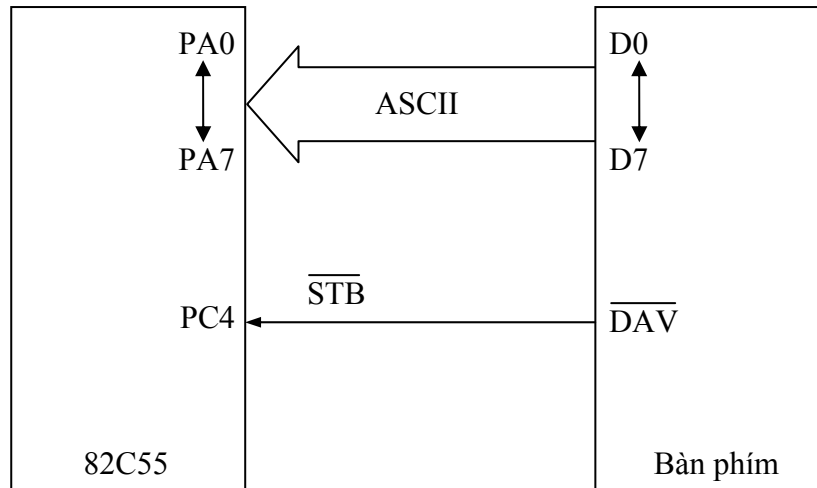 PA0
D0
ASCII
PA7
D7
STB
PC4
DAV
82C55
Bàn phím